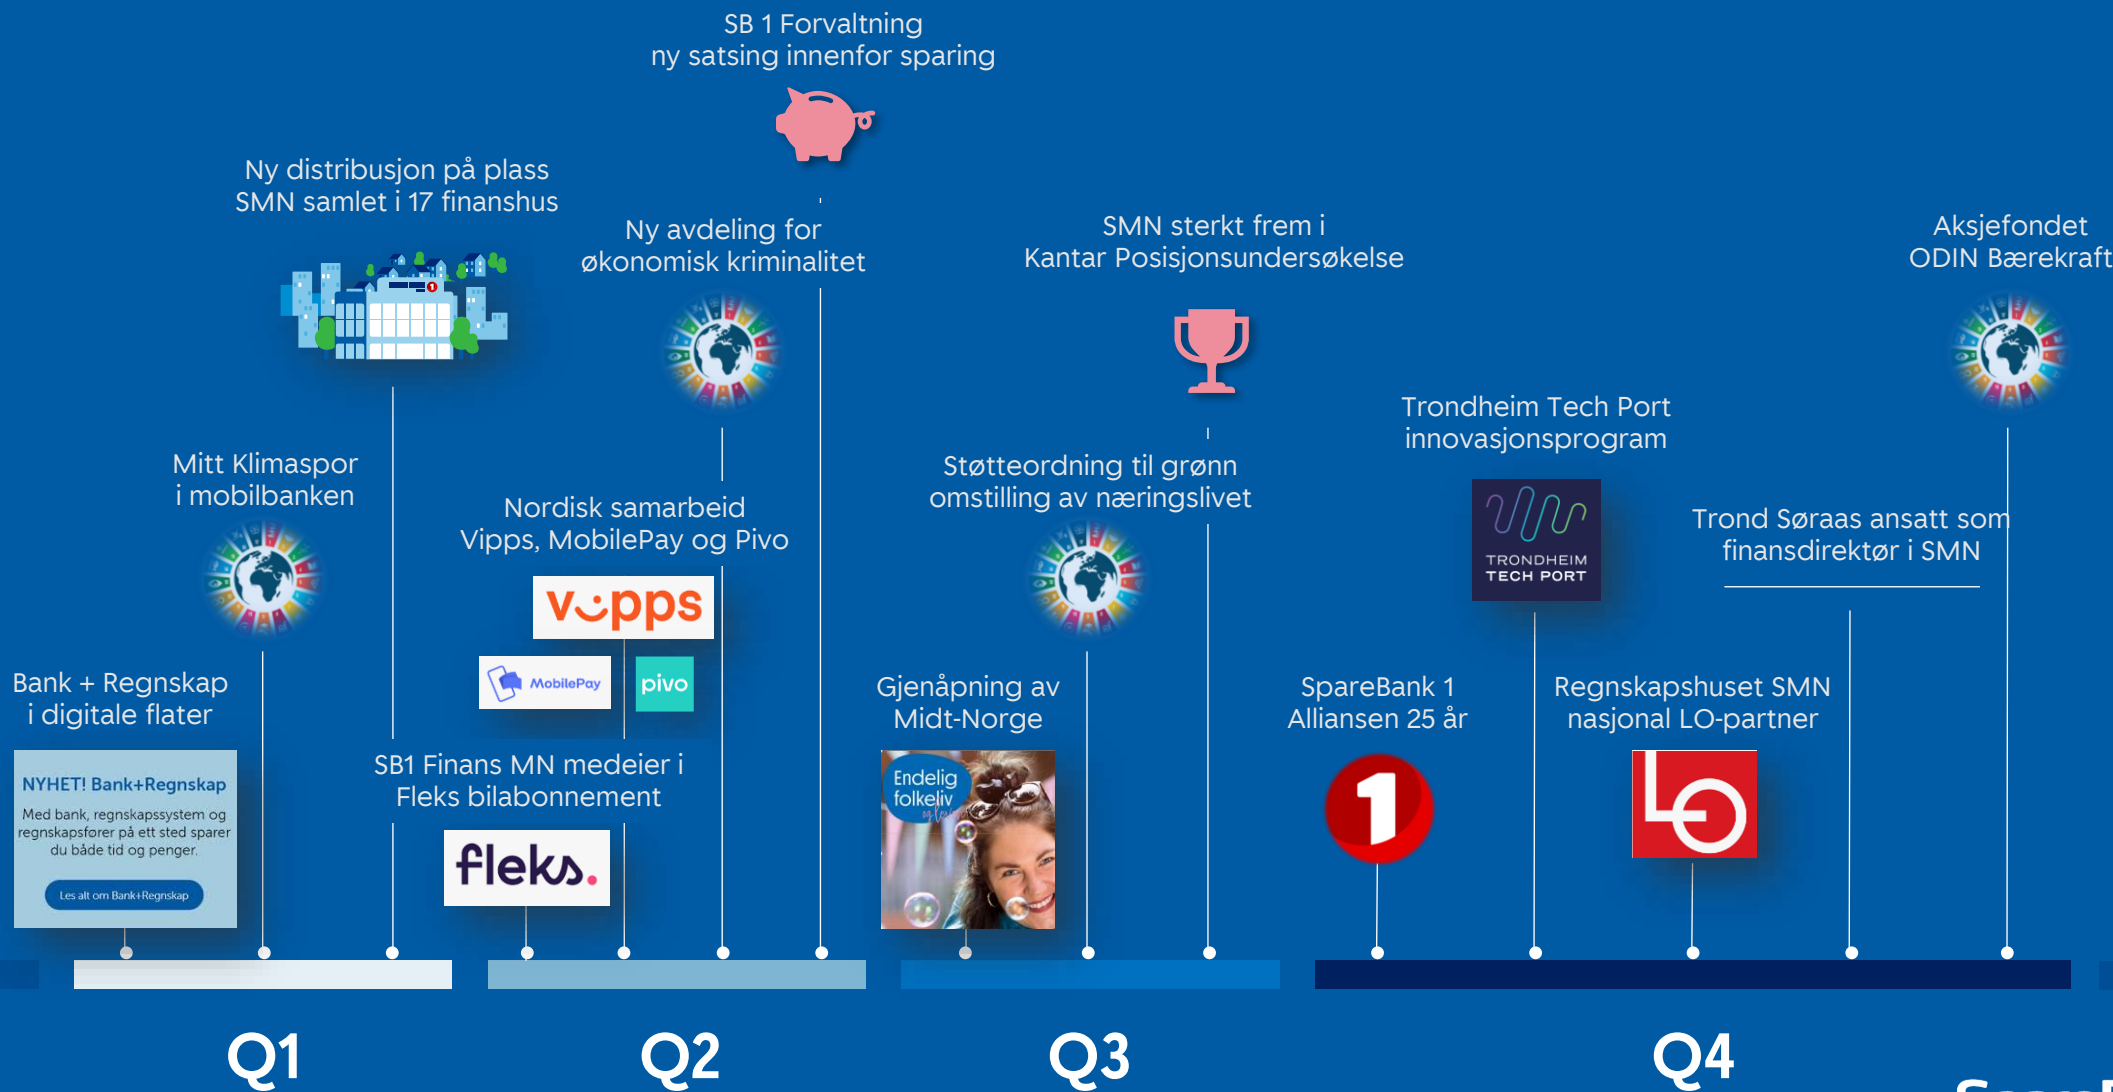 SB 1 Forvaltning
ny satsing innenfor sparing
Ny distribusjon på plass
SMN samlet i 17 finanshus
1
Ny avdeling for
økonomisk kriminalitet
SMN sterkt frem i
Kantar Posisjonsundersøkelse
Aksjefondet
ODIN Bærekraft
Mitt Klimaspor
i mobilbanken
Nordisk samarbeid
Vipps, MobilePay og Pivo
vipps
MobilePay
pivo
Støtteordning til grønn
omstilling av næringslivet
Trondheim Tech Port
innovasjonsprogram
TRONDHEIM
TECH PORT
Trond Søraas ansatt som
finansdirektør i SMN
Bank + Regnskap
i digitale flater
NYHET! Bank+Regnskap
Med bank, regnskapssystem og
regnskapsfører på ett sted sparer
du både tid og penger.
Les alt om Bank+Regnskap
SB1 Finans MN medeier i
Fleks bilabonnement
fleks.
Gjenåpning av
Midt-Norge
Endelig
folkeliv
SpareBank 1
Alliansen 25 år
1
Regnskapshuset SMN
nasjonal LO-partner
LO
Q1
Q2
Q3
Q4